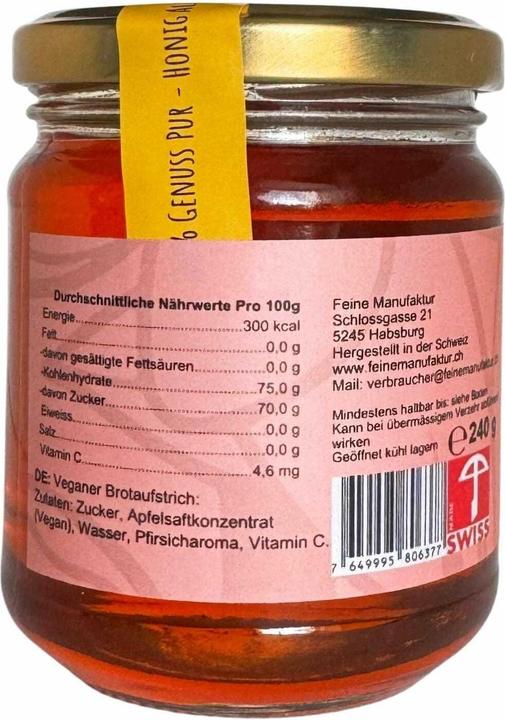 % GENUSS PUR - HONIG
Durchschnittliche Nährwerte Pro 100g
Energie..........300 kcal
Fett..........0,0 g
-davon gesättigte Fettsäuren..........0,0 g
-Kohlenhydrate..........75,0 g
-davon Zucker..........70,0 g
Eiweiss..........0,0 g
Salz..........0,0 g
Vitamin C..........4,6 mg
DE: Veganer Brotaufstrich:
Zutaten: Zucker, Apfelsaftkonzentrat
(Vegan), Wasser, Pfirsicharoma, Vitamin C.
Feine Manufaktur
Schlossgasse 21
5245 Habsburg
Hergestellt in der Schweiz
www.feinemanufaktur.ch
Mail: verbraucher@feinemanufaktur.
Mindestens haltbar bis: siehe Boden
Kann bei übermässigem Verzehr
wirken
Geöffnet kühl lagern
e 240 g
7 649995 806377
MADE
SWISS